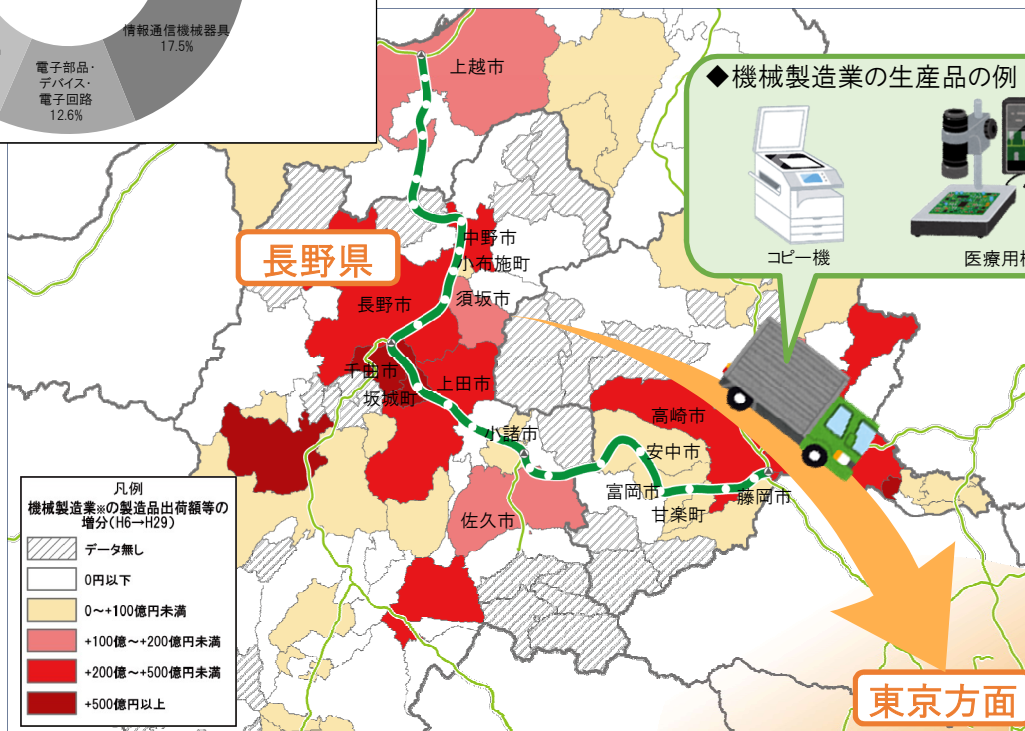 情報通信機械器具
17.5%
電子部品・
デバイス・
電子回路
12.6%
上越市
◆機械製造業の生産品の例
コピー機
医療用機
長野県
中野市
小布施町
須坂市
長野市
千曲市
坂城町
上田市
小諸市
佐久市
高崎市
安中市
富岡市
甘楽町
藤岡市
東京方面
凡例
機械製造業※の製造品出荷額等の
増分(H6→H29)
データ無し
0円以下
0～+100億円未満
+100億～+200億円未満
+200億～+500億円未満
+500億円以上